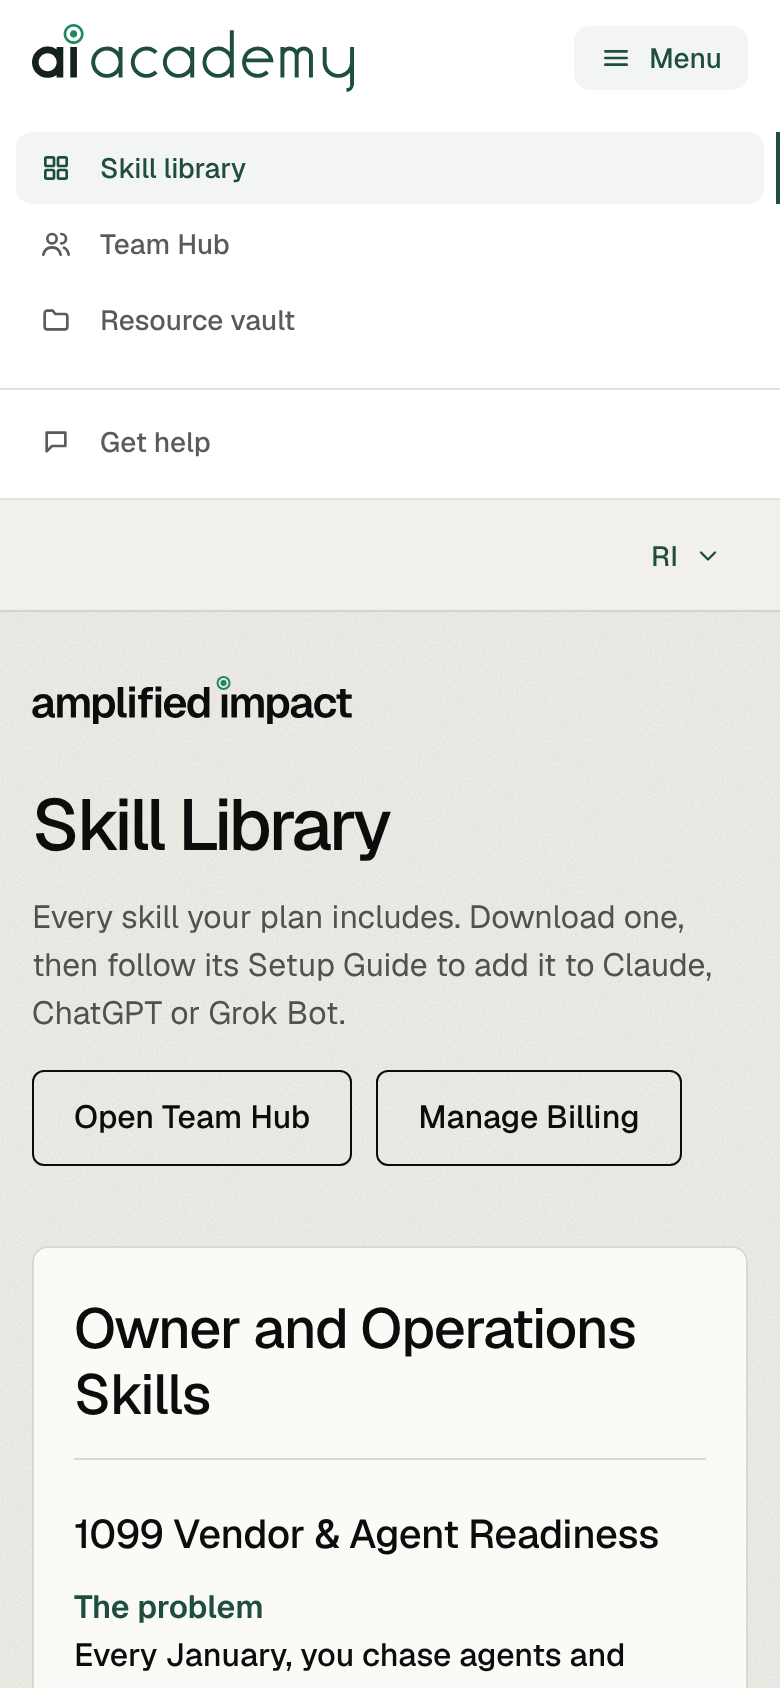 ai academy
Menu
Skill library
Team Hub
Resource vault
Get help
RI
amplified impact
Skill Library
Every skill your plan includes. Download one,
then follow its Setup Guide to add it to Claude,
ChatGPT or Grok Bot.
Open Team Hub
Manage Billing
Owner and Operations
Skills
1099 Vendor & Agent Readiness
The problem
Every January, you chase agents and